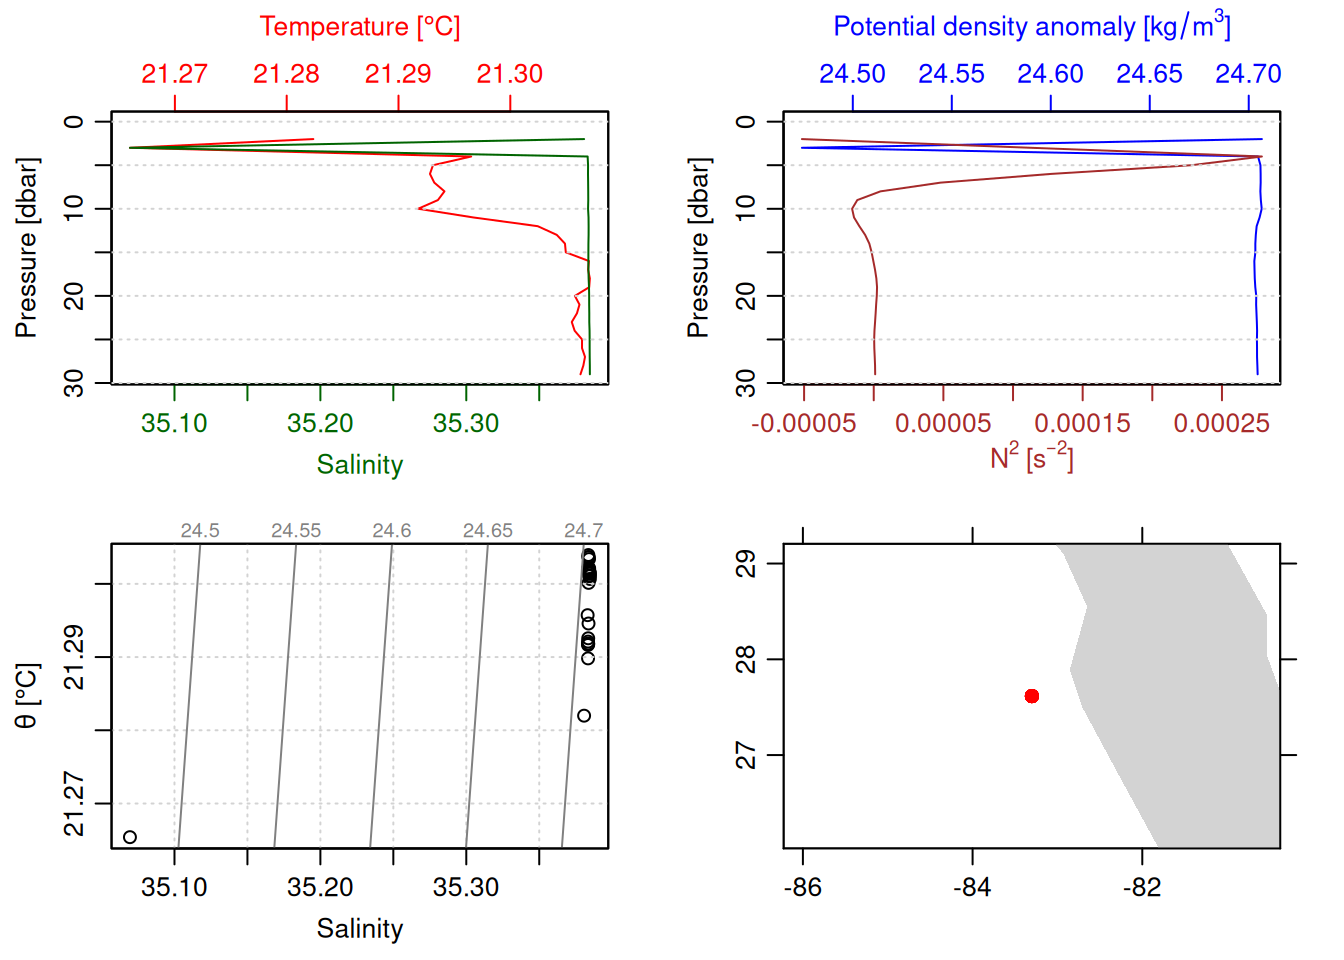 Temperature [°C]
21.27 21.28 21.29 21.30
0
10
20
30
Pressure [dbar]
35.10 35.20 35.30
Salinity
Potential density anomaly [kg/m³]
24.50 24.55 24.60 24.65 24.70
0
10
20
30
Pressure [dbar]
-0.00005 0.00005 0.00015 0.00025
N² [s⁻²]
24.5 24.55 24.6 24.65 24.7
21.29
21.27
θ [°C]
35.10 35.20 35.30
Salinity
29
28
27
-86 -84 -82